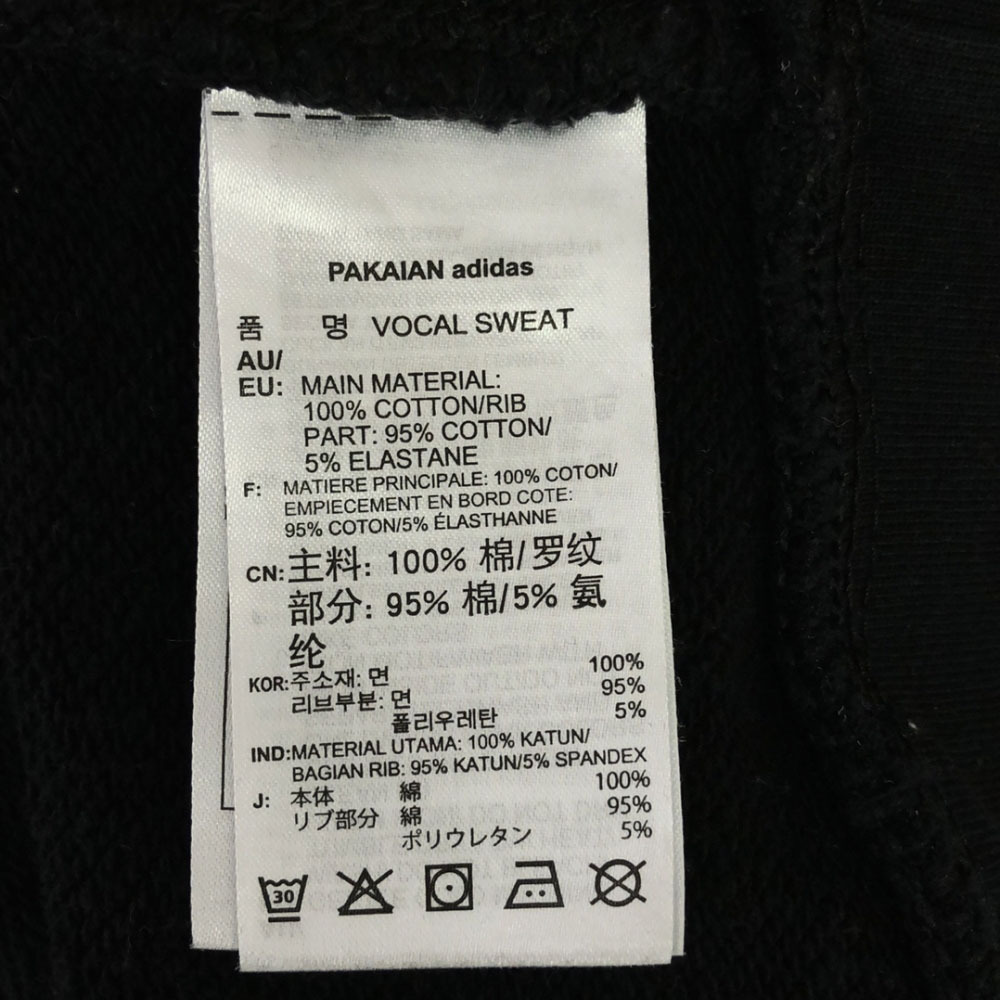 PAKAIAN adidas
품 명 VOCAL SWEAT
AU/
EU: MAIN MATERIAL:
100% COTTON/RIB
PART: 95% COTTON/
5% ELASTANE
F: MATIERE PRINCIPALE: 100% COTON/
EMPIECEMENT EN BORD COTE:
95% COTON/5% ÉLASTHANNE
CN: 主料: 100% 棉/罗纹
部分: 95% 棉/5% 氨
纶
KOR: 주소재: 면 100%
리브부분: 면 95%
폴리우레탄 5%
IND: MATERIAL UTAMA: 100% KATUN/
BAGIAN RIB: 95% KATUN/5% SPANDEX
J: 本体 綿 100%
リブ部分 綿 95%
ポリウレタン 5%
30